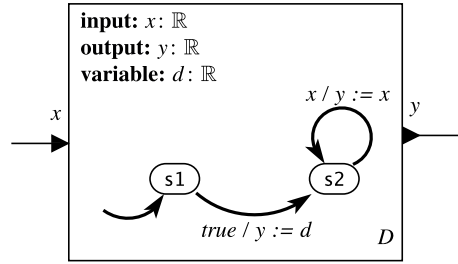 input: x: ℝ
output: y: ℝ
variable: d: ℝ
x / y := x
x
y
s1
s2
true / y := d
D